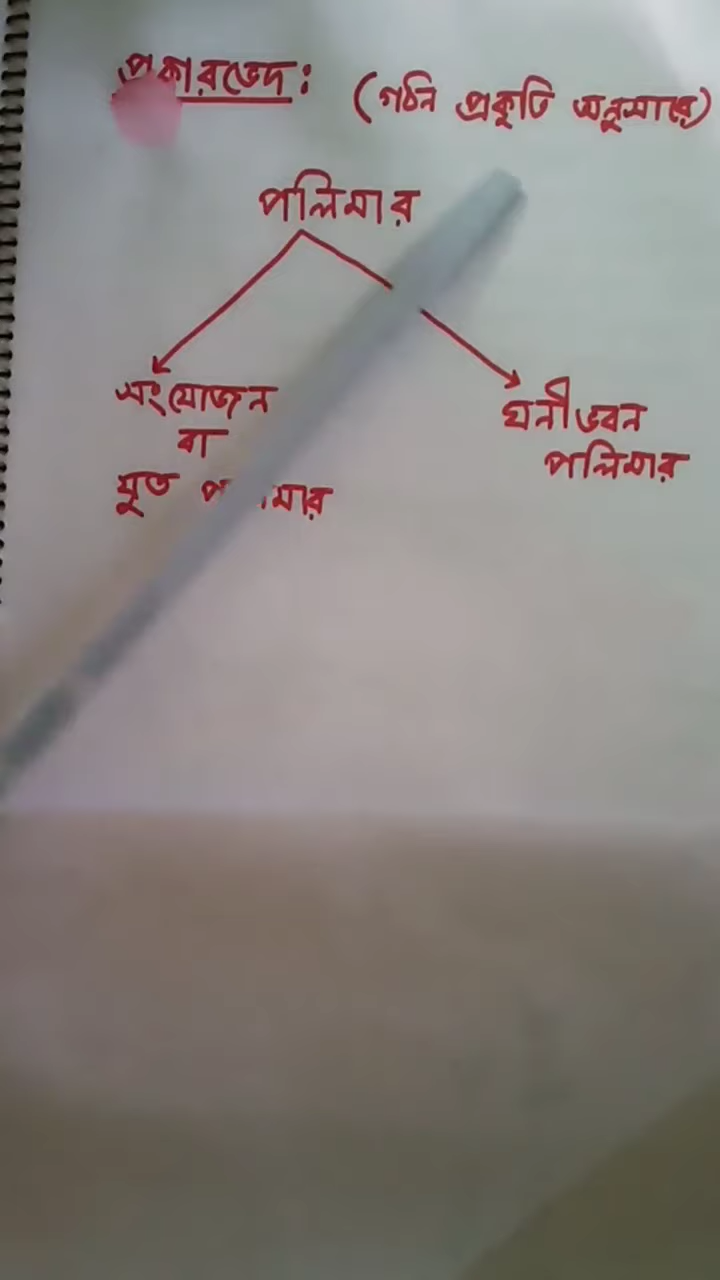 প্রকারভেদ: (গঠন প্রকৃতি অনুসারে)
পলিমার
সংযোজন
বা
যুত
ঘনীভবন
পলিমার